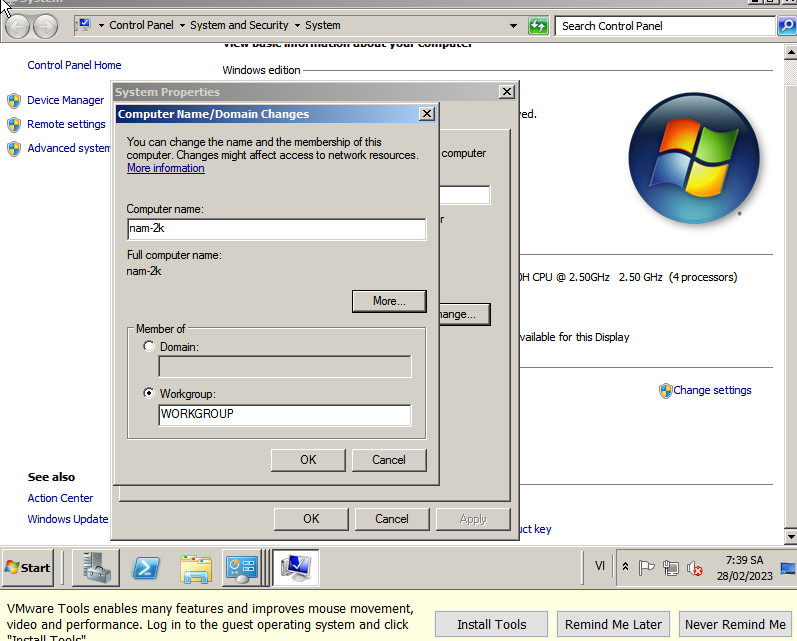 System
Control Panel System and Security System
Search Control Panel
View basic information about your computer
Control Panel Home
Windows edition
Device Manager
Remote settings
Advanced system
System Properties
Computer Name/Domain Changes
You can change the name and the membership of this
computer. Changes might affect access to network resources.
More information
Computer name:
nam-2k
Full computer name:
nam-2k
More...
Member of
Domain:
Workgroup:
WORKGROUP
OK Cancel
OK Cancel Apply
ved.
computer
r
hange...
0H CPU @ 2.50GHz 2.50 GHz (4 processors)
vailable for this Display
Change settings
uct key
See also
Action Center
Windows Update
Start
VI
7:39 SA
28/02/2023
VMware Tools enables many features and improves mouse movement,
video and performance. Log in to the guest operating system and click
"Install Tools"
Install Tools Remind Me Later Never Remind Me